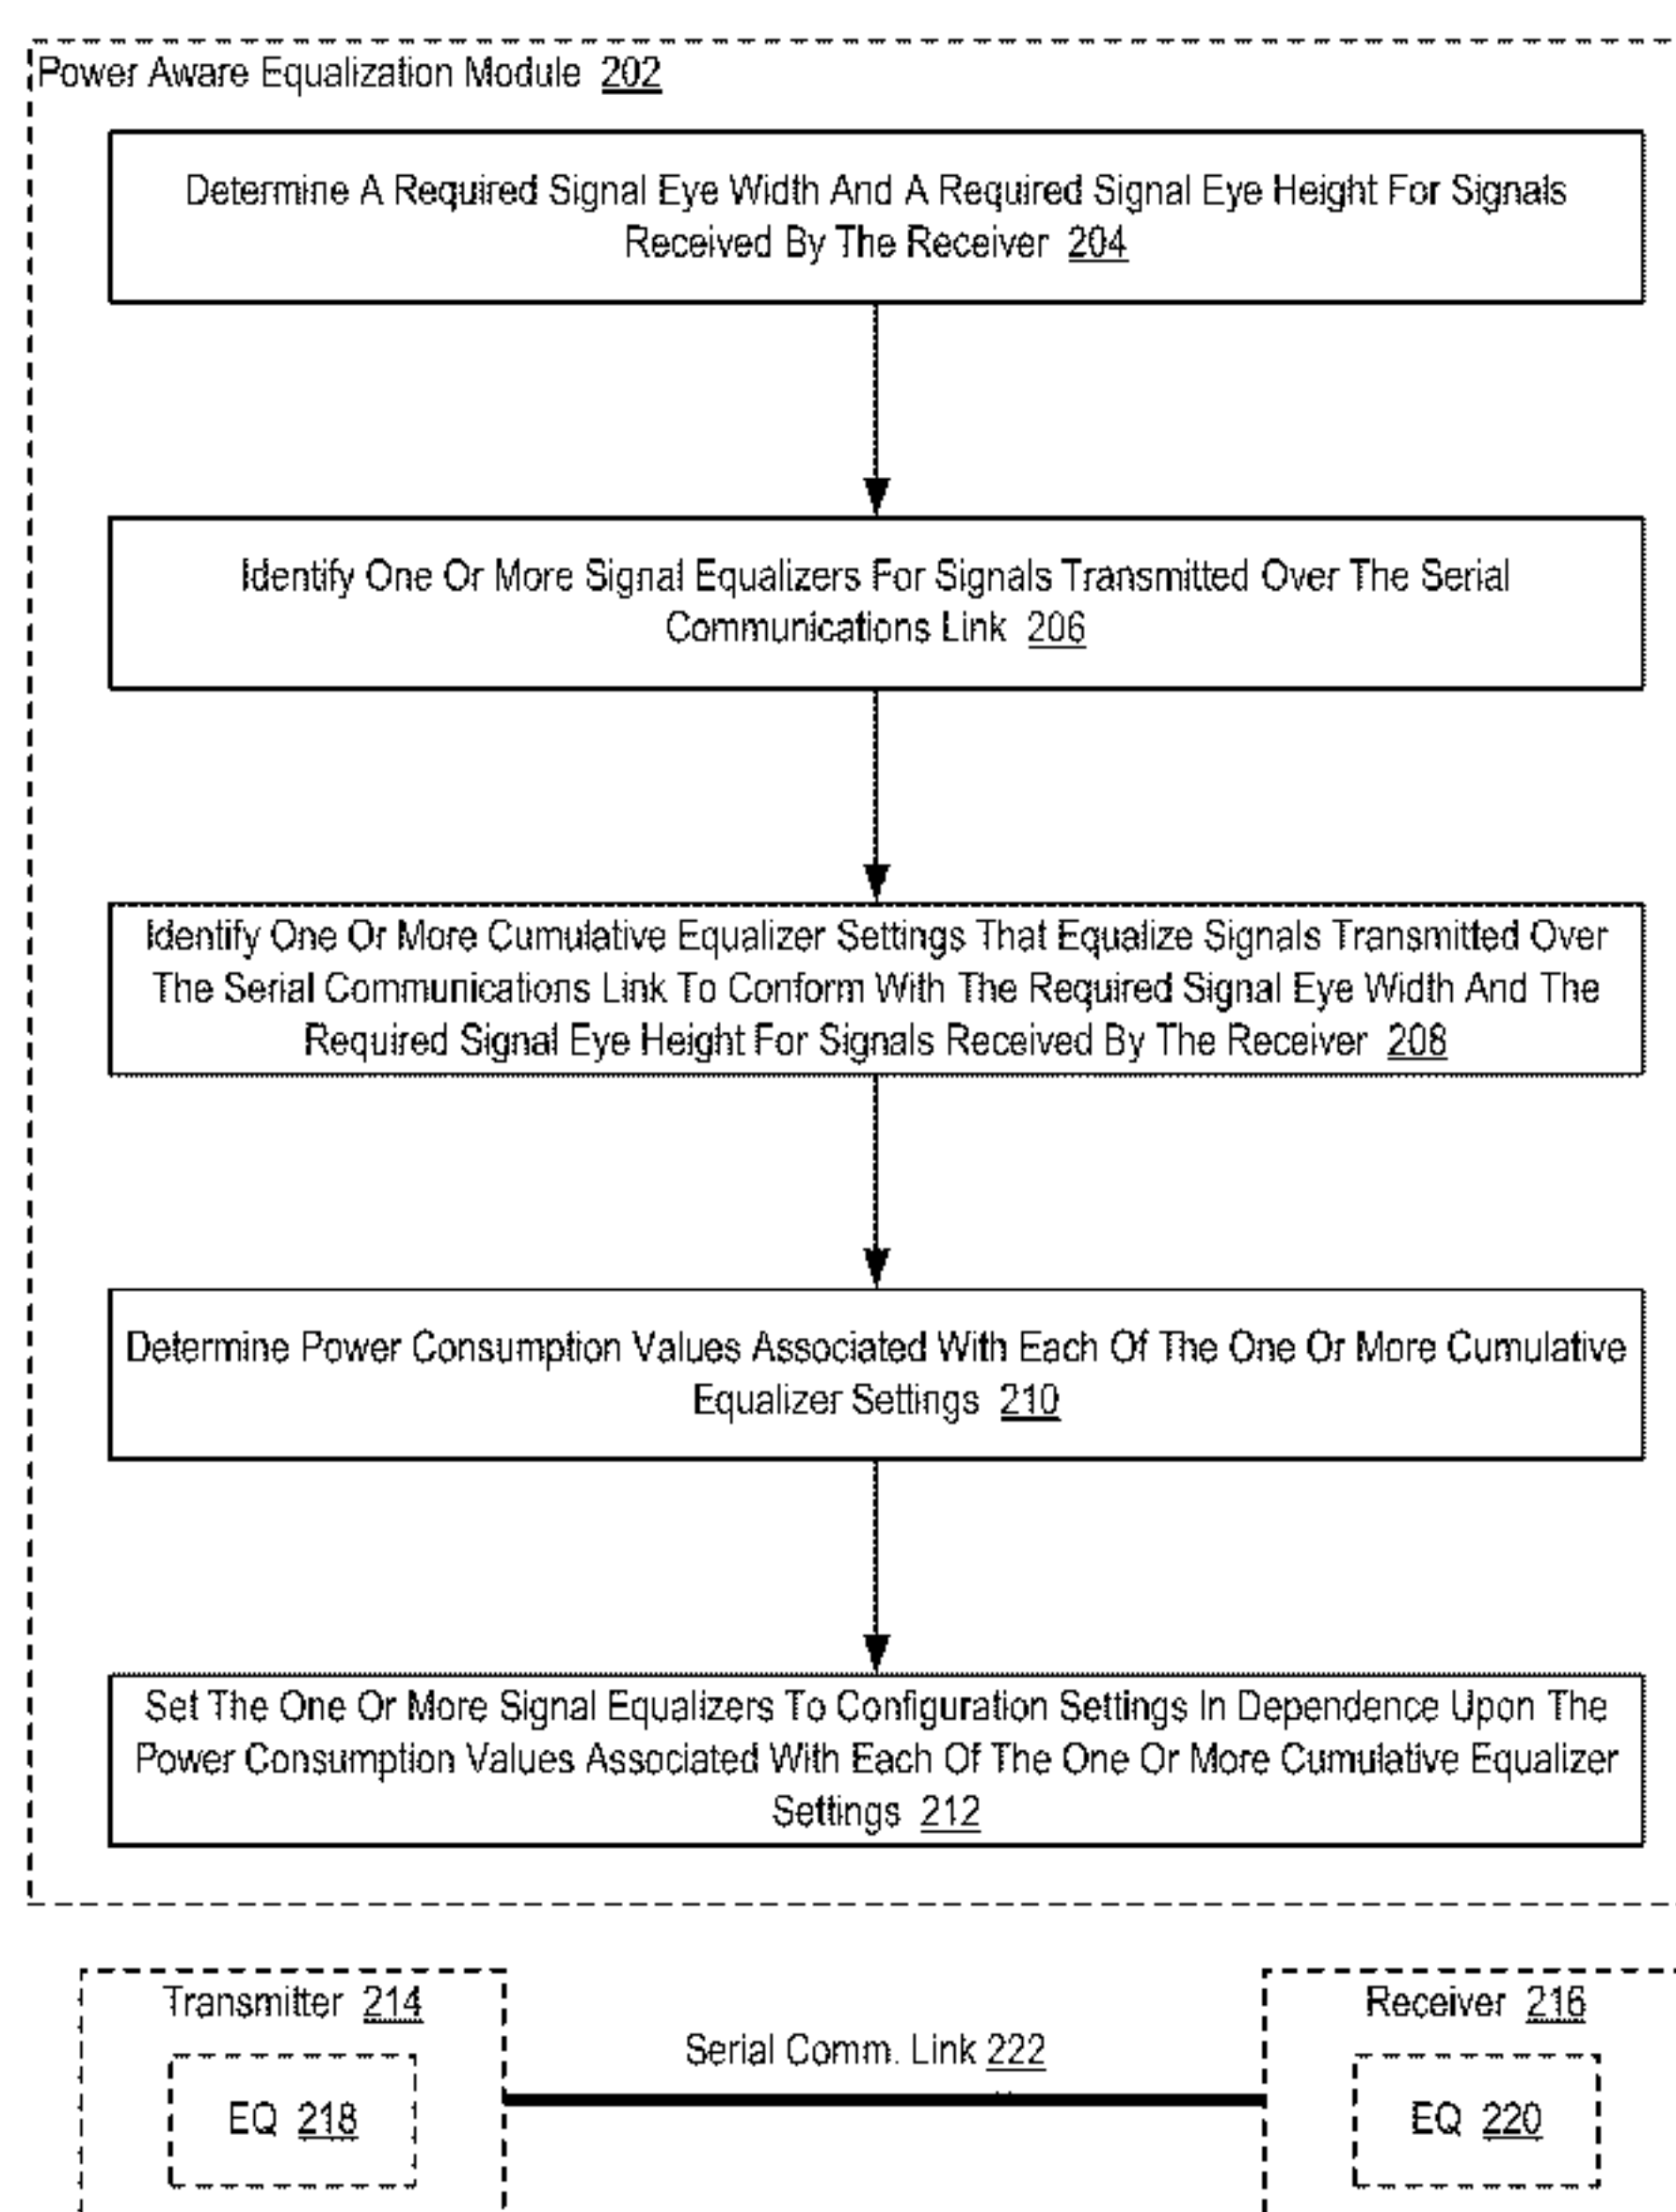 Power Aware Equalization Module 202
Determine A Required Signal Eye Width And A Required Signal Eye Height For Signals
Received By The Receiver 204
Identify One Or More Signal Equalizers For Signals Transmitted Over The Serial
Communications Link 206
Identify One Or More Cumulative Equalizer Settings That Equalize Signals Transmitted Over
The Serial Communications Link To Conform With The Required Signal Eye Width And The
Required Signal Eye Height For Signals Received By The Receiver 208
Determine Power Consumption Values Associated With Each Of The One Or More Cumulative
Equalizer Settings 210
Set The One Or More Signal Equalizers To Configuration Settings In Dependence Upon The
Power Consumption Values Associated With Each Of The One Or More Cumulative Equalizer
Settings 212
Transmitter 214
Receiver 216
Serial Comm. Link 222
EQ 218
EQ 220